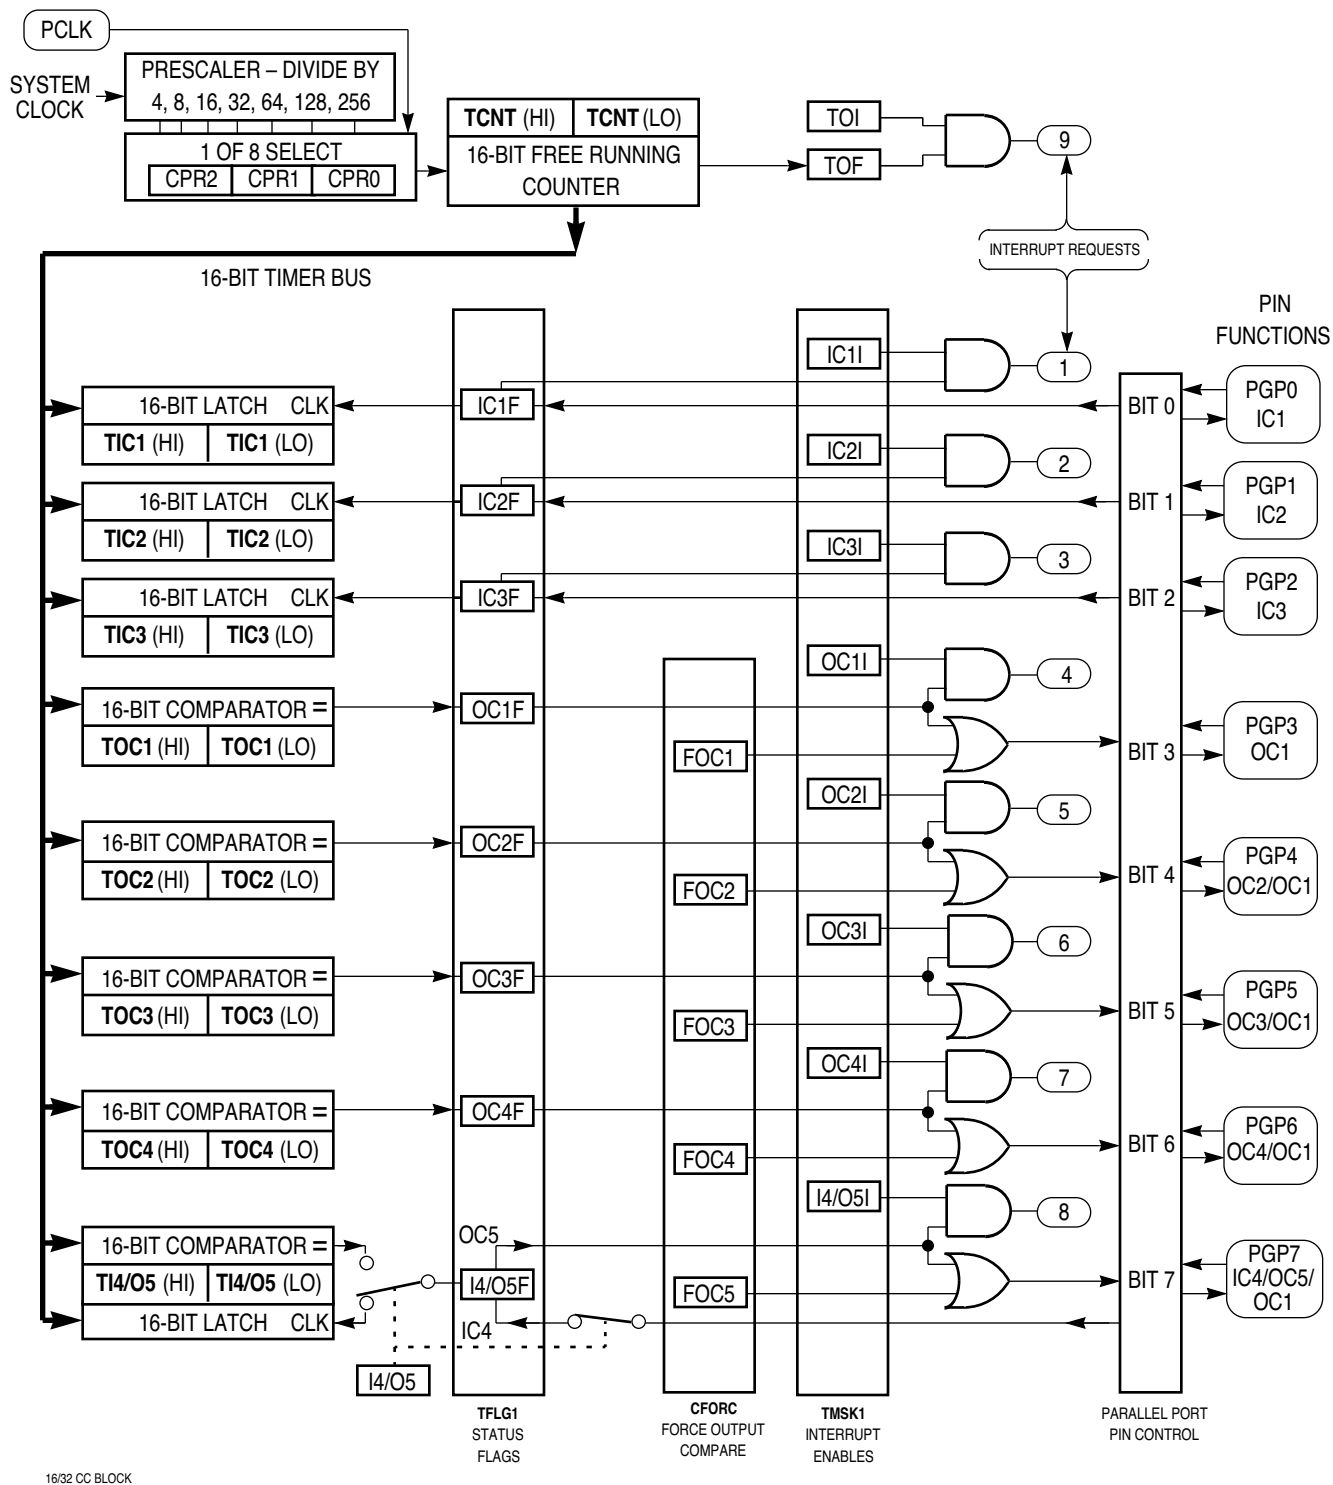 PCLK
SYSTEM
CLOCK
PRESCALER – DIVIDE BY
4, 8, 16, 32, 64, 128, 256
1 OF 8 SELECT
CPR2 CPR1 CPR0
TCNT (HI) TCNT (LO)
16-BIT FREE RUNNING
COUNTER
TOI
TOF
9
INTERRUPT REQUESTS
16-BIT TIMER BUS
PIN
FUNCTIONS
IC1I
1
16-BIT LATCH CLK
TIC1 (HI) TIC1 (LO)
IC1F
BIT 0
PGP0
IC1
IC2I
2
16-BIT LATCH CLK
TIC2 (HI) TIC2 (LO)
IC2F
BIT 1
PGP1
IC2
IC3I
3
16-BIT LATCH CLK
TIC3 (HI) TIC3 (LO)
IC3F
BIT 2
PGP2
IC3
OC1I
4
16-BIT COMPARATOR =
TOC1 (HI) TOC1 (LO)
OC1F
FOC1
BIT 3
PGP3
OC1
OC2I
5
16-BIT COMPARATOR =
TOC2 (HI) TOC2 (LO)
OC2F
FOC2
BIT 4
PGP4
OC2/OC1
OC3I
6
16-BIT COMPARATOR =
TOC3 (HI) TOC3 (LO)
OC3F
FOC3
BIT 5
PGP5
OC3/OC1
OC4I
7
16-BIT COMPARATOR =
TOC4 (HI) TOC4 (LO)
OC4F
FOC4
BIT 6
PGP6
OC4/OC1
I4/O5I
8
16-BIT COMPARATOR =
TI4/O5 (HI) TI4/O5 (LO)
16-BIT LATCH CLK
OC5
I4/O5F
IC4
FOC5
BIT 7
PGP7
IC4/OC5/
OC1
I4/O5
TFLG1
STATUS
FLAGS
CFORC
FORCE OUTPUT
COMPARE
TMSK1
INTERRUPT
ENABLES
PARALLEL PORT
PIN CONTROL
16/32 CC BLOCK